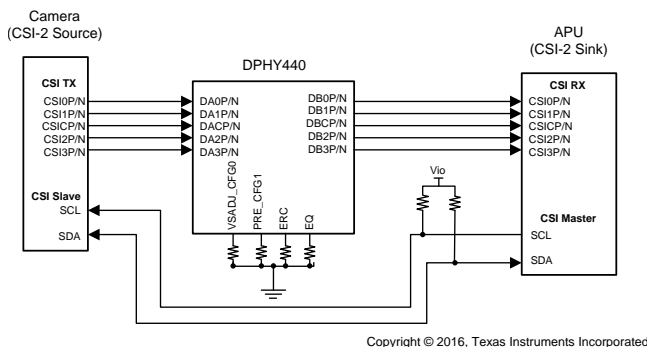 Camera
(CSI-2 Source)
CSI TX
CSI0P/N
CSI1P/N
CSICP/N
CSI2P/N
CSI3P/N
CSI Slave
SCL
SDA
DPHY440
DA0P/N
DA1P/N
DACP/N
DA2P/N
DA3P/N
DB0P/N
DB1P/N
DBCP/N
DB2P/N
DB3P/N
VSADJ_CFG0
PRE_CFG1
ERC
EQ
APU
(CSI-2 Sink)
CSI RX
CSI0P/N
CSI1P/N
CSICP/N
CSI2P/N
CSI3P/N
Vio
CSI Master
SCL
SDA
Copyright © 2016, Texas Instruments Incorporated